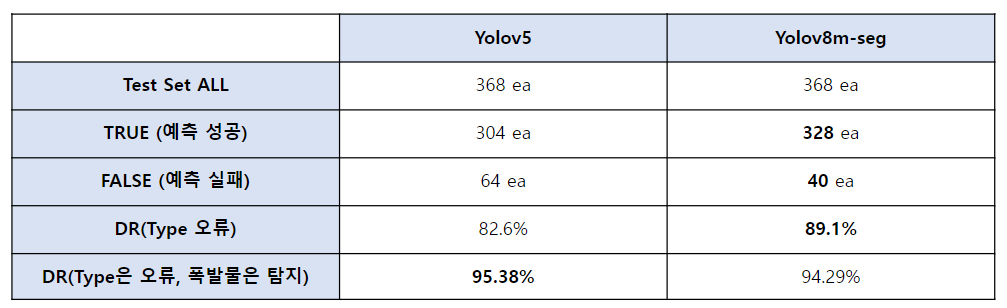 Yolov5 Yolov8m-seg
Test Set ALL 368 ea 368 ea
TRUE (예측 성공) 304 ea 328 ea
FALSE (예측 실패) 64 ea 40 ea
DR(Type 오류) 82.6% 89.1%
DR(Type은 오류, 폭발물은 탐지) 95.38% 94.29%